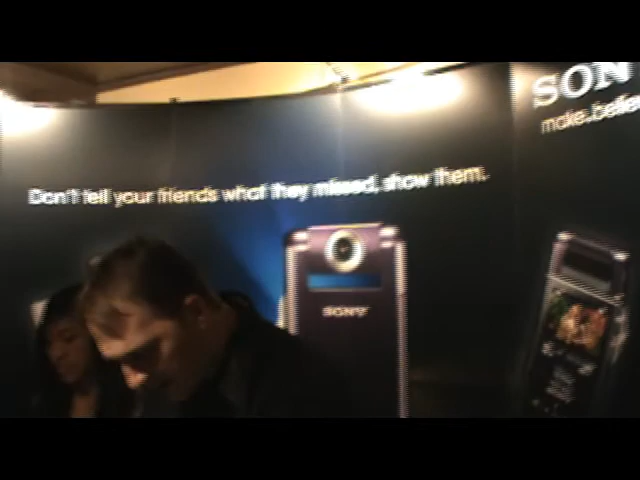 SON
make.belie
Don't tell your friends what they missed, show them.
SONY